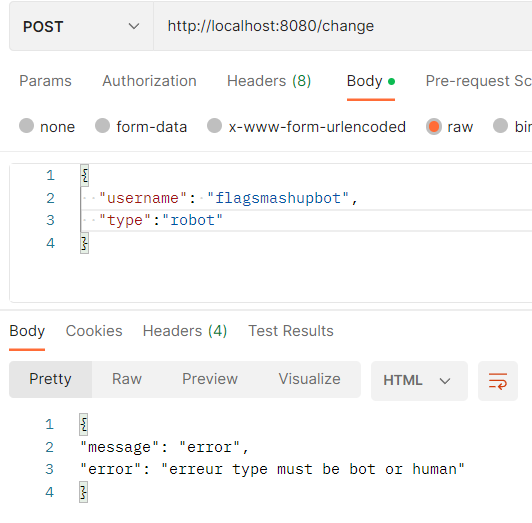 POST http://localhost:8080/change
Params Authorization Headers (8) Body Pre-request Sc
none form-data x-www-form-urlencoded raw bin
1 {
2 "username": "flagsmashupbot",
3 "type":"robot"
4 }
Body Cookies Headers (4) Test Results
Pretty Raw Preview Visualize HTML
1 {
2 "message": "error",
3 "error": "erreur type must be bot or human"
4 }